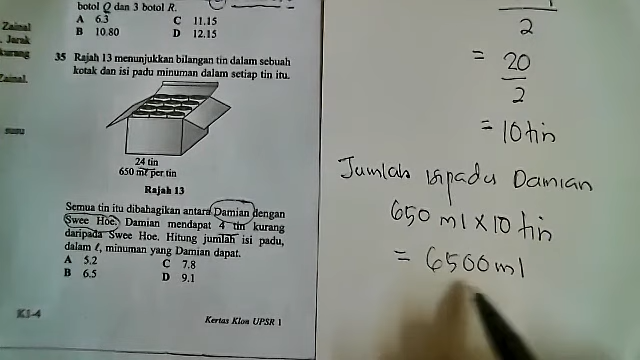 botol Q dan 3 botol R.
A 6.3 C 11.15
B 10.80 D 12.15
Zainal
Jarak
kurang
Zainal.
susu
35 Rajah 13 menunjukkan bilangan tin dalam sebuah
kotak dan isi padu minuman dalam setiap tin itu.
24 tin
650 mℓ per tin
Rajah 13
Semua tin itu dibahagikan antara Damian dengan
Swee Hoe. Damian mendapat 4 tin kurang
daripada Swee Hoe. Hitung jumlah isi padu,
dalam ℓ, minuman yang Damian dapat.
A 5.2 C 7.8
B 6.5 D 9.1
K1-4
Kertas Klon UPSR 1
2
= 20
2
= 10 tin
Jumlah isipadu Damian
650 ml x 10 tin
= 6500 ml